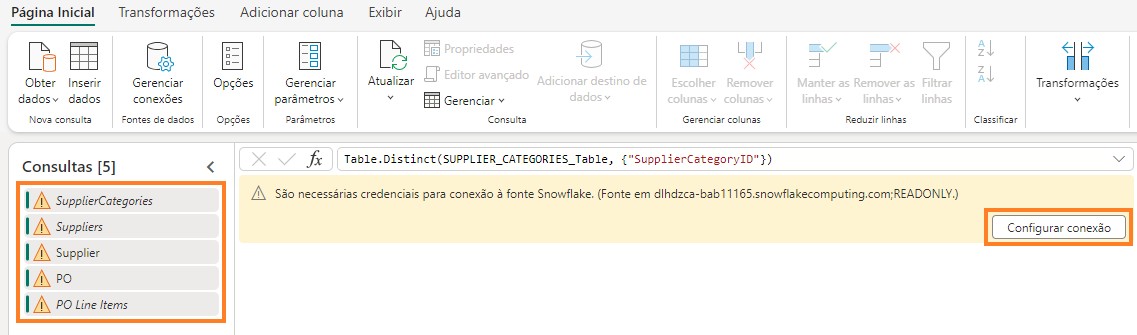 Página Inicial Transformações Adicionar coluna Exibir Ajuda
Obter dados
Inserir dados
Nova consulta
Gerenciar conexões
Fontes de dados
Opções
Opções
Gerenciar parâmetros
Parâmetros
Atualizar
Propriedades
Editor avançado
Gerenciar
Adicionar destino de dados
Consulta
Escolher colunas
Remover colunas
Gerenciar colunas
Manter as linhas
Remover as linhas
Filtrar linhas
Reduzir linhas
A
Z
Z
A
Classificar
Transformações
Consultas [5]
SupplierCategories
Suppliers
Supplier
PO
PO Line Items
fx Table.Distinct(SUPPLIER_CATEGORIES_Table, {"SupplierCategoryID"})
São necessárias credenciais para conexão à fonte Snowflake. (Fonte em dlhdzca-bab11165.snowflakecomputing.com;READONLY.)
Configurar conexão